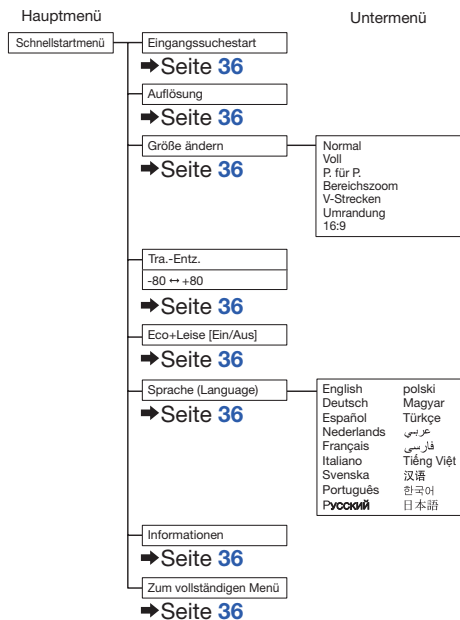 Hauptmenü
Untermenü
Schnellstartmenü
Eingangssuchestart
➡Seite 36
Auflösung
➡Seite 36
Größe ändern
➡Seite 36
Normal
Voll
P. für P.
Bereichszoom
V-Strecken
Umrandung
16:9
Tra.-Entz.
-80 ↔ +80
➡Seite 36
Eco+Leise [Ein/Aus]
➡Seite 36
Sprache (Language)
➡Seite 36
English
Deutsch
Español
Nederlands
Français
Italiano
Svenska
Português
Русский
polski
Magyar
Türkçe
عربي
فارسی
Tiếng Việt
汉语
한국어
日本語
Informationen
➡Seite 36
Zum vollständigen Menü
➡Seite 36